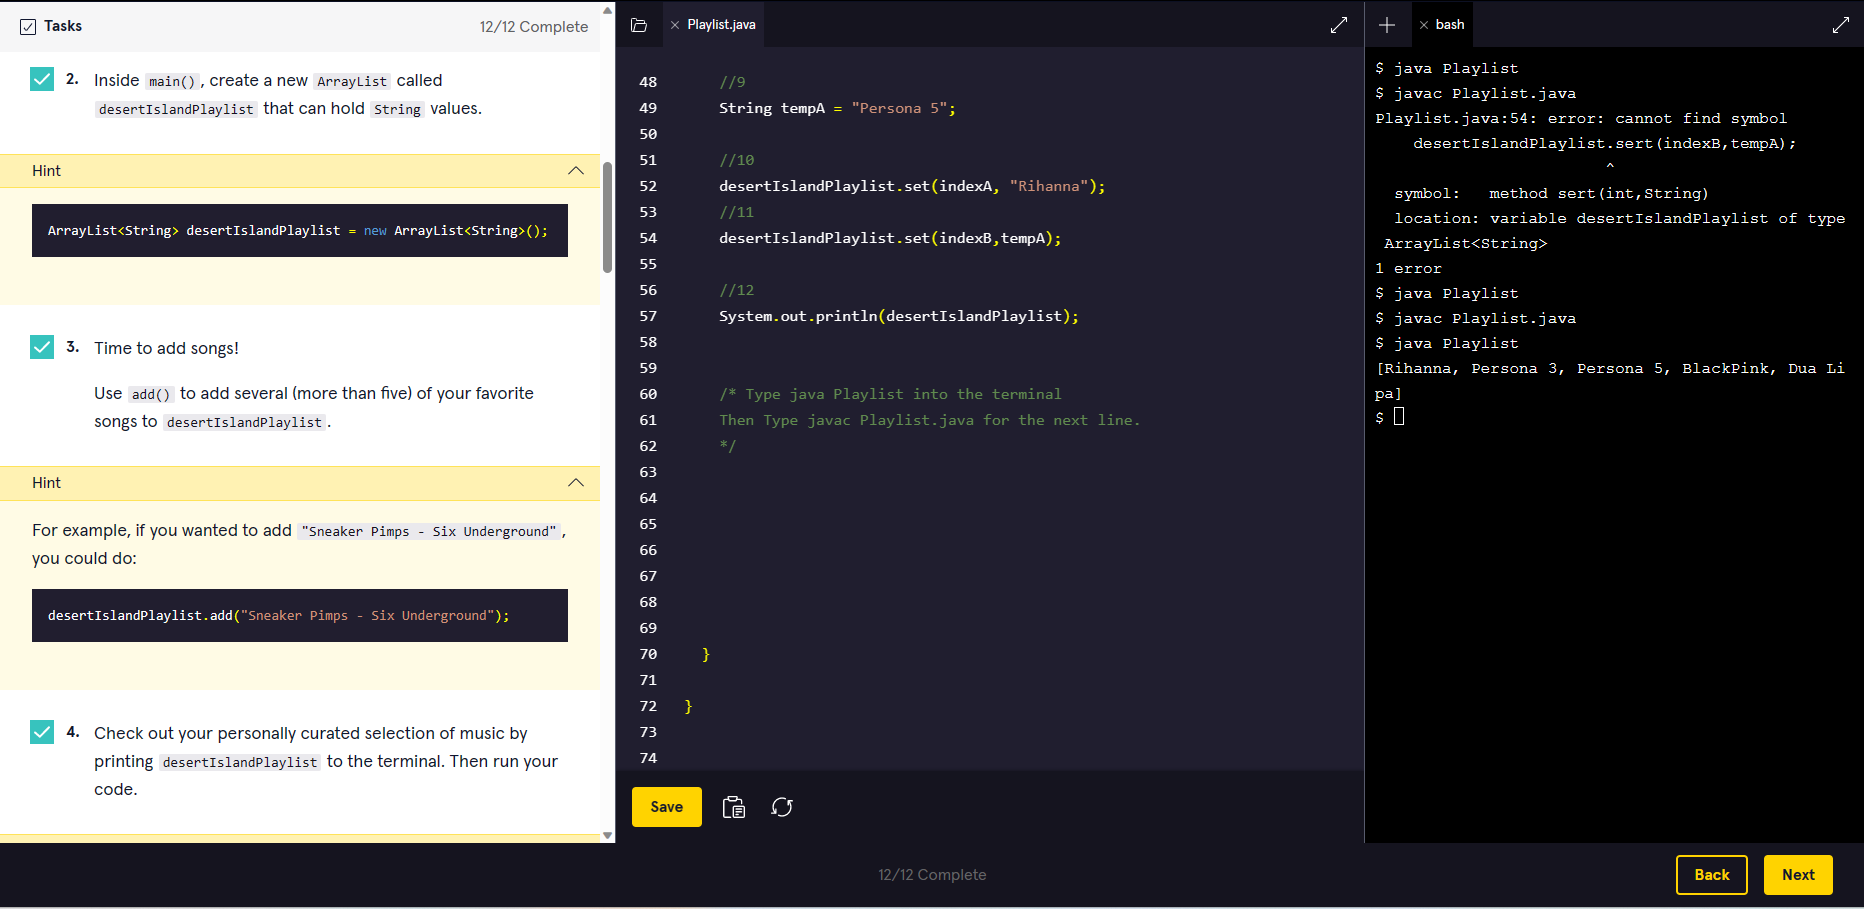 Tasks
12/12 Complete
2. Inside main(), create a new ArrayList called
desertIslandPlaylist that can hold String values.
Hint
ArrayList<String> desertIslandPlaylist = new ArrayList<String>();
3. Time to add songs!
Use add() to add several (more than five) of your favorite
songs to desertIslandPlaylist.
Hint
For example, if you wanted to add "Sneaker Pimps - Six Underground",
you could do:
desertIslandPlaylist.add("Sneaker Pimps - Six Underground");
4. Check out your personally curated selection of music by
printing desertIslandPlaylist to the terminal. Then run your
code.
Playlist.java
48 //9
49 String tempA = "Persona 5";
50
51 //10
52 desertIslandPlaylist.set(indexA, "Rihanna");
53 //11
54 desertIslandPlaylist.set(indexB,tempA);
55
56 //12
57 System.out.println(desertIslandPlaylist);
58
59
60 /* Type java Playlist into the terminal
61 Then Type javac Playlist.java for the next line.
62 */
63
64
65
66
67
68
69
70 }
71
72 }
73
74
Save
bash
$ java Playlist
$ javac Playlist.java
Playlist.java:54: error: cannot find symbol
desertIslandPlaylist.sert(indexB,tempA);
^
symbol: method sert(int,String)
location: variable desertIslandPlaylist of type
ArrayList<String>
1 error
$ java Playlist
$ javac Playlist.java
$ java Playlist
[Rihanna, Persona 3, Persona 5, BlackPink, Dua Li
pa]
$
12/12 Complete
Back
Next